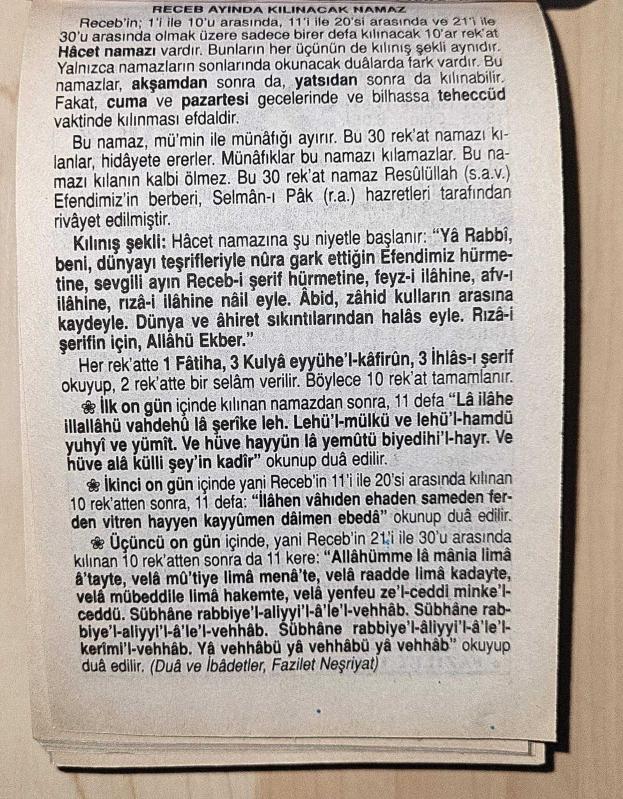 RECEB AYINDA KILINACAK NAMAZ
Receb'in; 1'i ile 10'u arasında, 11'i ile 20'si arasında ve 21'i ile
30'u arasında olmak üzere sadece birer defa kılınacak 10'ar rek'at
Hâcet namazı vardır. Bunların her üçünün de kılınış şekli aynıdır.
Yalnızca namazların sonlarında okunacak duâlarda fark vardır. Bu
namazlar, akşamdan sonra da, yatsıdan sonra da kılınabilir.
Fakat, cuma ve pazartesi gecelerinde ve bilhassa teheccüd
vaktinde kılınması efdaldir.
Bu namaz, mü'min ile münâfığı ayırır. Bu 30 rek'at namazı kı-
lanlar, hidâyete ererler. Münâfıklar bu namazı kılamazlar. Bu na-
mazı kılanın kalbi ölmez. Bu 30 rek'at namaz Resûlüllah (s.a.v.)
Efendimiz'in berberi, Selmân-ı Pâk (r.a.) hazretleri tarafından
rivâyet edilmiştir.
Kılınış şekli: Hâcet namazına şu niyetle başlanır: "Yâ Rabbî,
beni, dünyayı teşrifleriyle nûra gark ettiğin Efendimiz hürme-
tine, sevgili ayın Receb-i şerif hürmetine, feyz-i ilâhine, afv-ı
ilâhine, rızâ-i ilâhine nâil eyle. Âbid, zâhid kulların arasına
kaydeyle. Dünya ve âhiret sıkıntılarından halâs eyle. Rızâ-i
şerifin için, Allâhü Ekber."
Her rek'atte 1 Fâtiha, 3 Kulyâ eyyühe'l-kâfirûn, 3 İhlâs-ı şerif
okuyup, 2 rek'atte bir selâm verilir. Böylece 10 rek'at tamamlanır.
❀ İlk on gün içinde kılınan namazdan sonra, 11 defa "Lâ ilâhe
illallâhü vahdehû lâ şerîke leh. Lehü'l-mülkü ve lehü'l-hamdü
yuhyî ve yümît. Ve hüve hayyün lâ yemûtü biyedihi'l-hayr. Ve
hüve alâ külli şey'in kadîr" okunup duâ edilir.
❀ İkinci on gün içinde yani Receb'in 11'i ile 20'si arasında kılınan
10 rek'atten sonra, 11 defa: "İlâhen vâhıden ehaden sameden fer-
den vitren hayyen kayyûmen dâimen ebedâ" okunup duâ edilir.
❀ Üçüncü on gün içinde, yani Receb'in 21'i ile 30'u arasında
kılınan 10 rek'atten sonra da 11 kere: "Allâhümme lâ mânia limâ
â'tayte, velâ mû'tiye limâ menâ'te, velâ raadde limâ kadayte,
velâ mübeddile limâ hakemte, velâ yenfeu ze'l-ceddi minke'l-
ceddü. Sübhâne rabbiye'l-aliyyi'l-â'le'l-vehhâb. Sübhâne rab-
biye'l-aliyyi'l-â'le'l-vehhâb. Sübhâne rabbiye'l-âliyyi'l-â'le'l-
kerîmi'l-vehhâb. Yâ vehhâbü yâ vehhâbü yâ vehhâb" okuyup
duâ edilir. (Duâ ve İbâdetler, Fazilet Neşriyat)